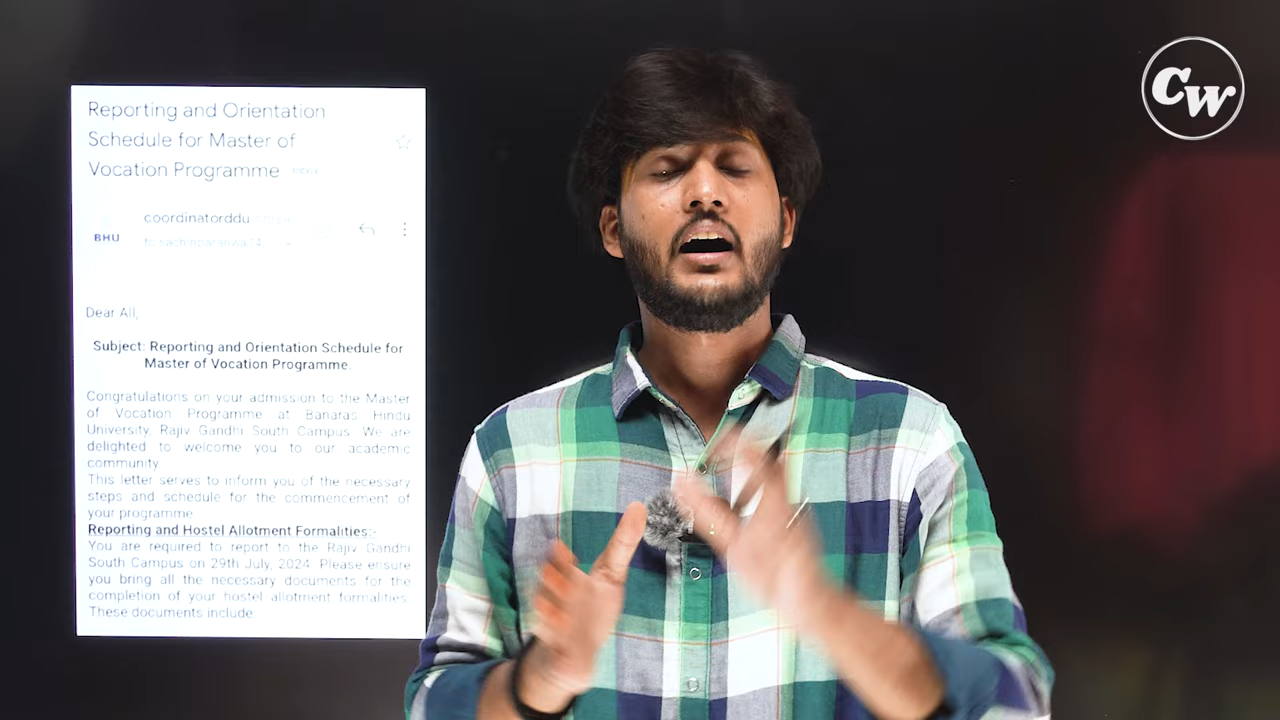 Reporting and Orientation
Schedule for Master of
Vocation Programme
coordinatorddu
BHU
Dear All,
Subject: Reporting and Orientation Schedule for
Master of Vocation Programme.
Congratulations on your admission to the Master
of Vocation Programme at Banaras Hindu
University, Rajiv Gandhi South Campus. We are
delighted to welcome you to our academic
community
This letter serves to inform you of the necessary
steps and schedule for the commencement of
your programme
Reporting and Hostel Allotment Formalities:-
You are required to report to the Rajiv Gandhi
South Campus on 29th July, 2024. Please ensure
you bring all the necessary documents for the
completion of your hostel allotment formalities.
These documents include
CW